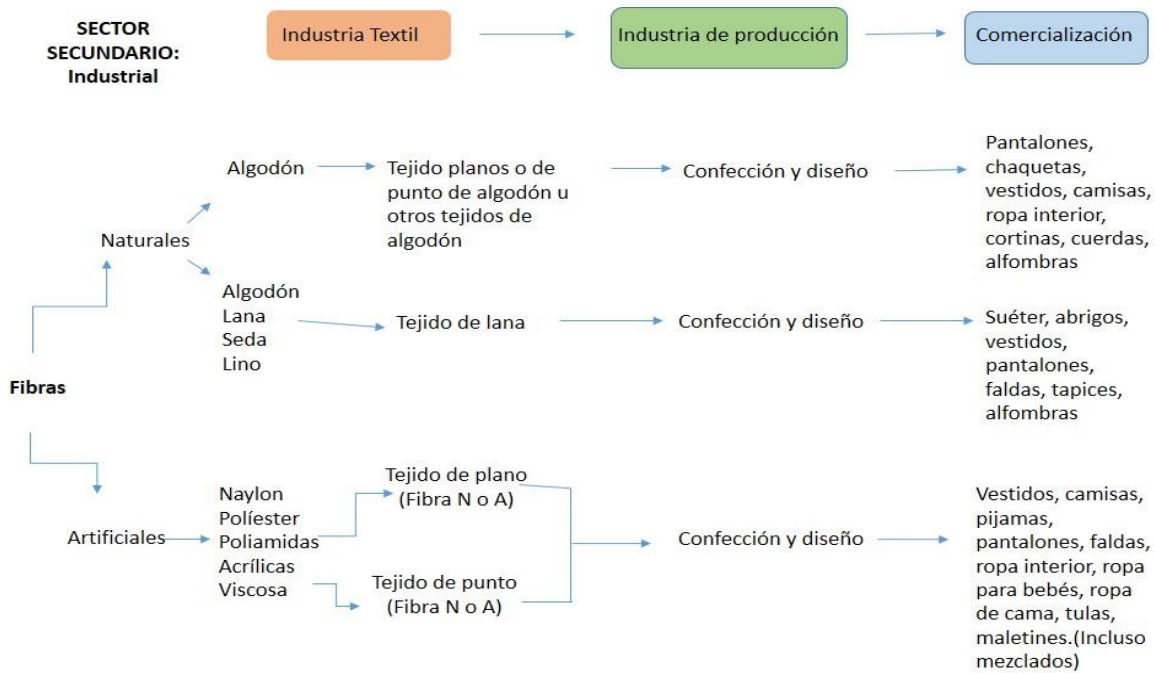 SECTOR
SECUNDARIO:
Industrial
Industria Textil
Industria de producción
Comercialización
Fibras
Naturales
Algodón
Tejido planos o de
punto de algodón u
otros tejidos de
algodón
Confección y diseño
Pantalones,
chaquetas,
vestidos, camisas,
ropa interior,
cortinas, cuerdas,
alfombras
Algodón
Lana
Seda
Lino
Tejido de lana
Confección y diseño
Suéter, abrigos,
vestidos,
pantalones,
faldas, tapices,
alfombras
Artificiales
Naylon
Políester
Poliamidas
Acrílicas
Viscosa
Tejido de plano
(Fibra N o A)
Tejido de punto
(Fibra N o A)
Confección y diseño
Vestidos, camisas,
pijamas,
pantalones, faldas,
ropa interior, ropa
para bebés, ropa
de cama, tulas,
maletines.(Incluso
mezclados)